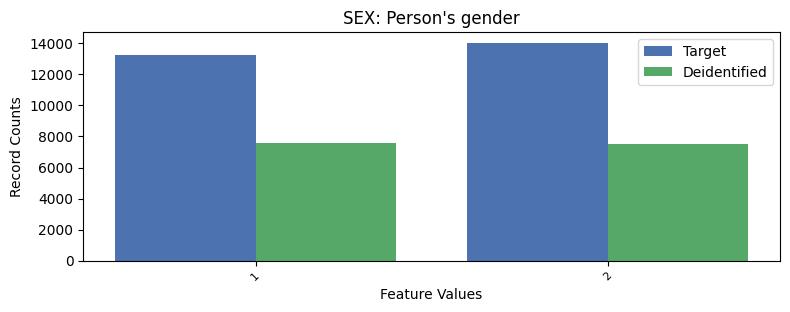 SEX: Person's gender
Target
Deidentified
14000
12000
10000
8000
6000
4000
2000
0
Record Counts
1
2
Feature Values